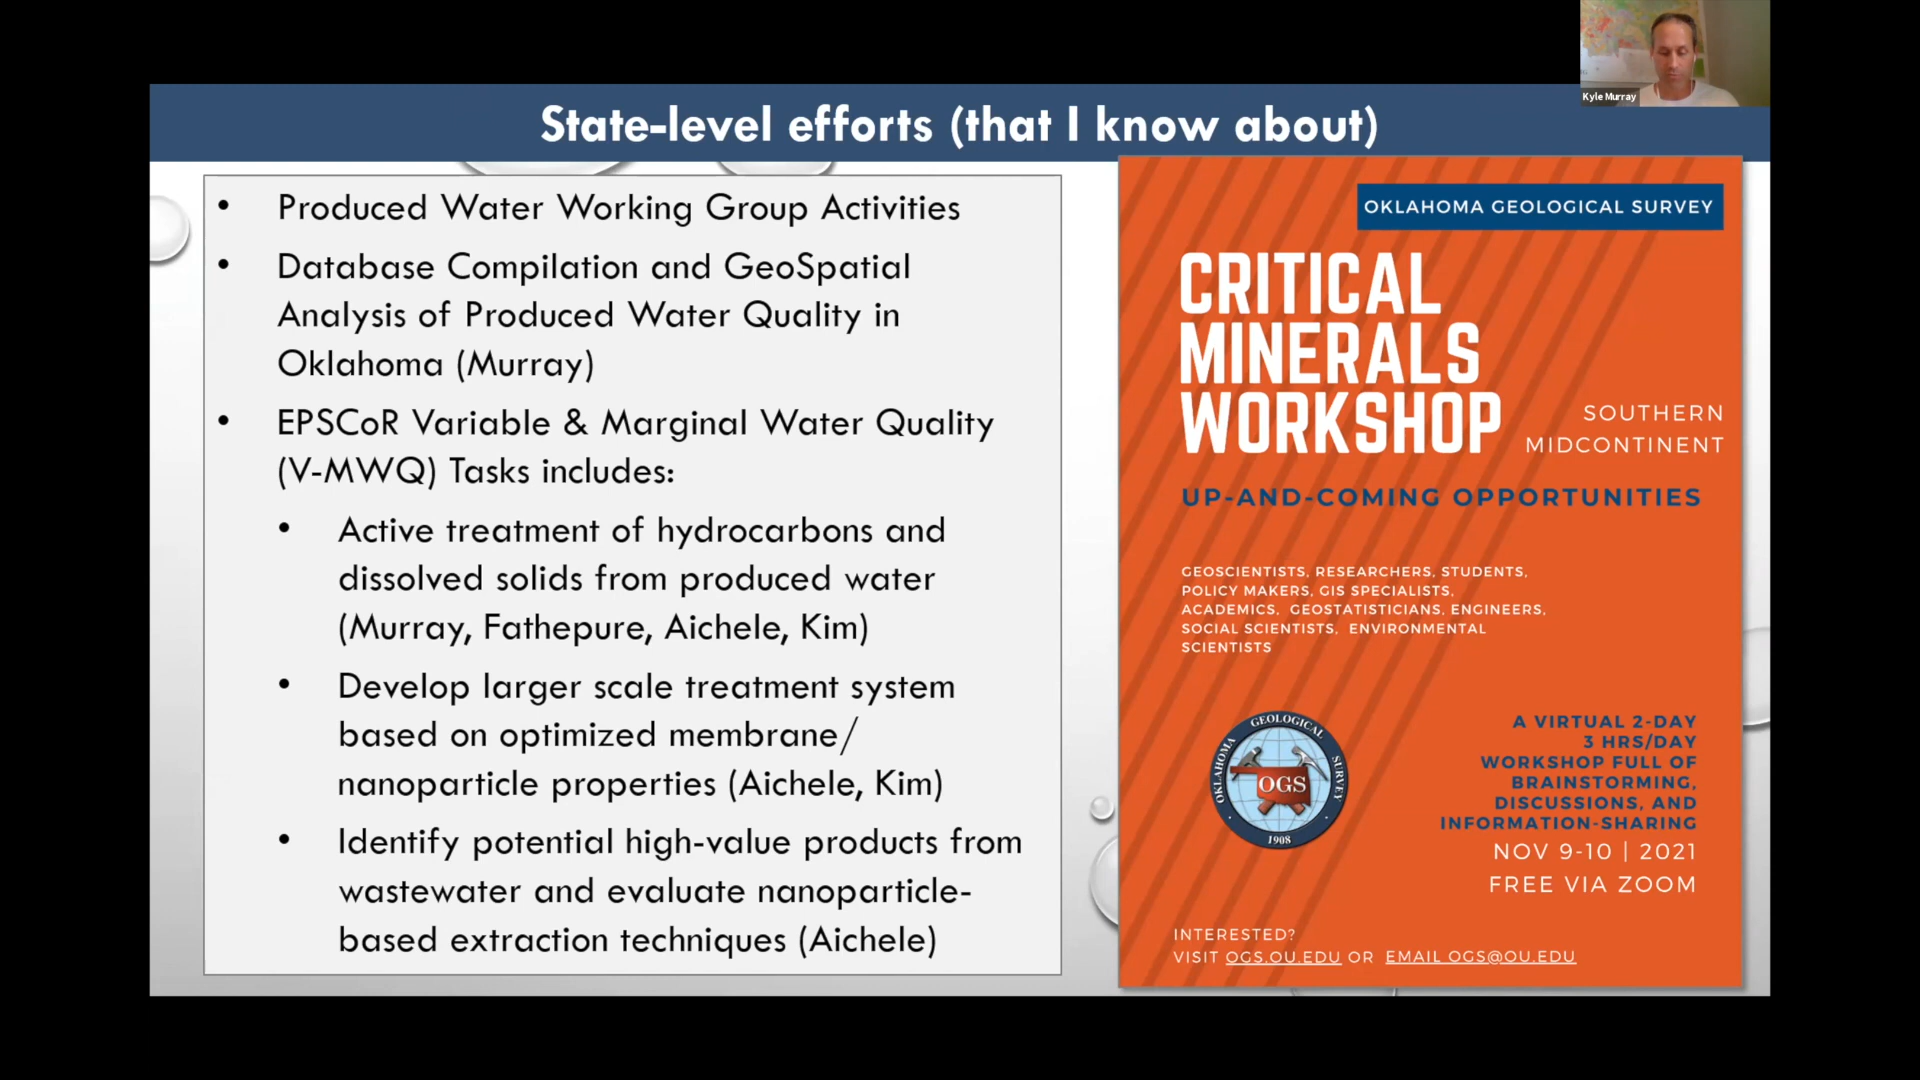 Kyle Murray
State-level efforts (that I know about)
• Produced Water Working Group Activities
• Database Compilation and GeoSpatial
Analysis of Produced Water Quality in
Oklahoma (Murray)
• EPSCoR Variable & Marginal Water Quality
(V-MWQ) Tasks includes:
• Active treatment of hydrocarbons and
dissolved solids from produced water
(Murray, Fathepure, Aichele, Kim)
• Develop larger scale treatment system
based on optimized membrane/
nanoparticle properties (Aichele, Kim)
• Identify potential high-value products from
wastewater and evaluate nanoparticle-
based extraction techniques (Aichele)
OKLAHOMA GEOLOGICAL SURVEY
CRITICAL
MINERALS
WORKSHOP
SOUTHERN
MIDCONTINENT
UP-AND-COMING OPPORTUNITIES
GEOSCIENTISTS, RESEARCHERS, STUDENTS,
POLICY MAKERS, GIS SPECIALISTS,
ACADEMICS, GEOSTATISTICIANS, ENGINEERS,
SOCIAL SCIENTISTS, ENVIRONMENTAL
SCIENTISTS
OKLAHOMA GEOLOGICAL SURVEY
OGS
1908
A VIRTUAL 2-DAY
3 HRS/DAY
WORKSHOP FULL OF
BRAINSTORMING,
DISCUSSIONS, AND
INFORMATION-SHARING
NOV 9-10 | 2021
FREE VIA ZOOM
INTERESTED?
VISIT OGS.OU.EDU OR EMAIL OGS@OU.EDU